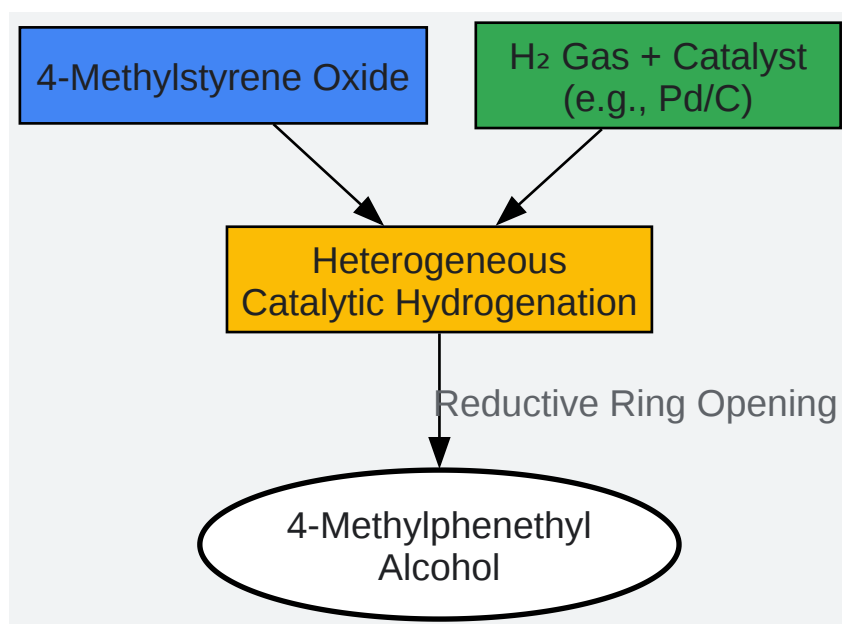 4-Methylstyrene Oxide
H₂ Gas + Catalyst
(e.g., Pd/C)
Heterogeneous
Catalytic Hydrogenation
Reductive Ring Opening
4-Methylphenethyl
Alcohol